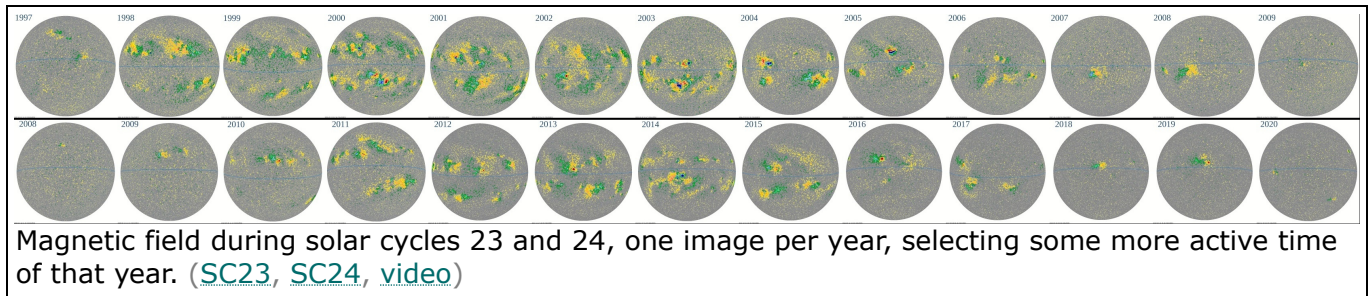 1997 1998 1999 2000 2001 2002 2003 2004 2005 2006 2007 2008 2009
2008 2009 2010 2011 2012 2013 2014 2015 2016 2017 2018 2019 2020
Magnetic field during solar cycles 23 and 24, one image per year, selecting some more active time
of that year. (SC23, SC24, video)